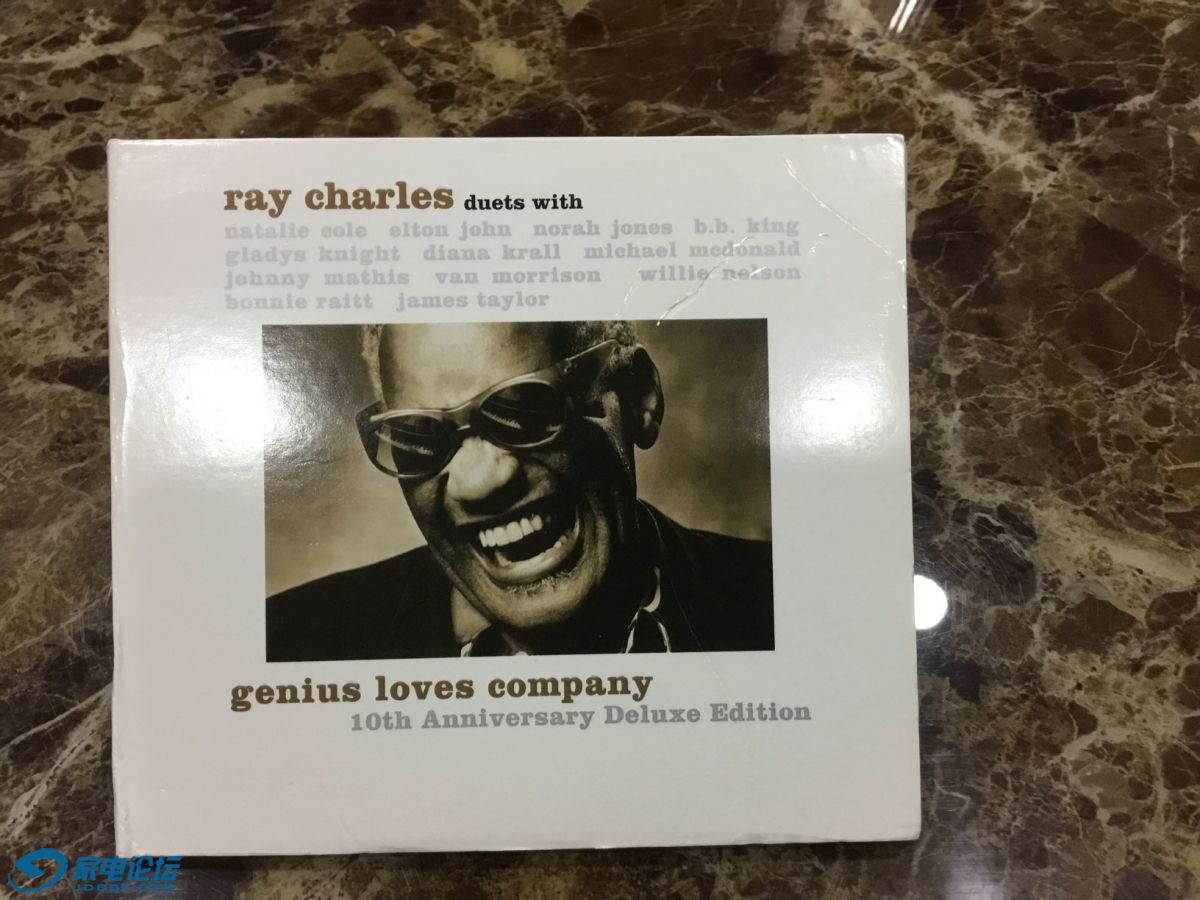 ray charles duets with
natalie cole elton john norah jones b.b. king
gladys knight diana krall michael mcdonald
johnny mathis van morrison willie nelson
bonnie raitt james taylor
genius loves company
10th Anniversary Deluxe Edition
家电论坛
JDBBS.COM